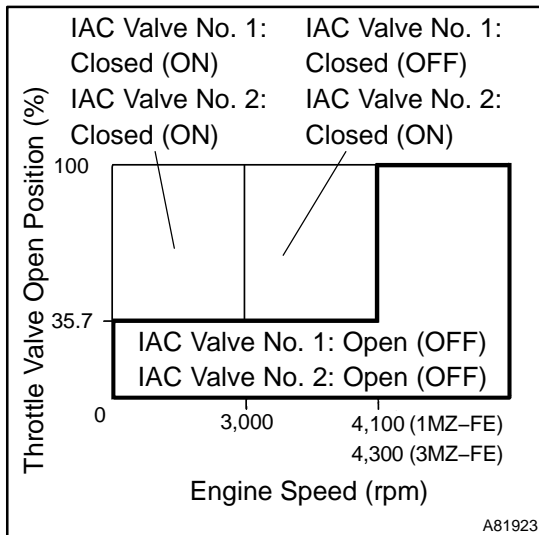 IAC Valve No. 1:
Closed (ON)
IAC Valve No. 2:
Closed (ON)
IAC Valve No. 1:
Closed (OFF)
IAC Valve No. 2:
Closed (ON)
Throttle Valve Open Position (%)
100
35.7
IAC Valve No. 1: Open (OFF)
IAC Valve No. 2: Open (OFF)
0
3,000
4,100 (1MZ−FE)
4,300 (3MZ−FE)
Engine Speed (rpm)
A81923